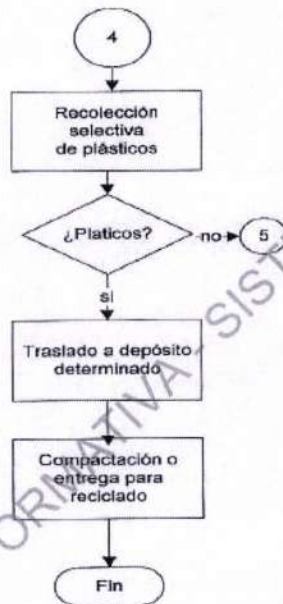 4
Recolección
selectiva
de plásticos
¿Platicos?
no
5
si
Traslado a depósito
determinado
Compactación o
entrega para
reciclado
Fin